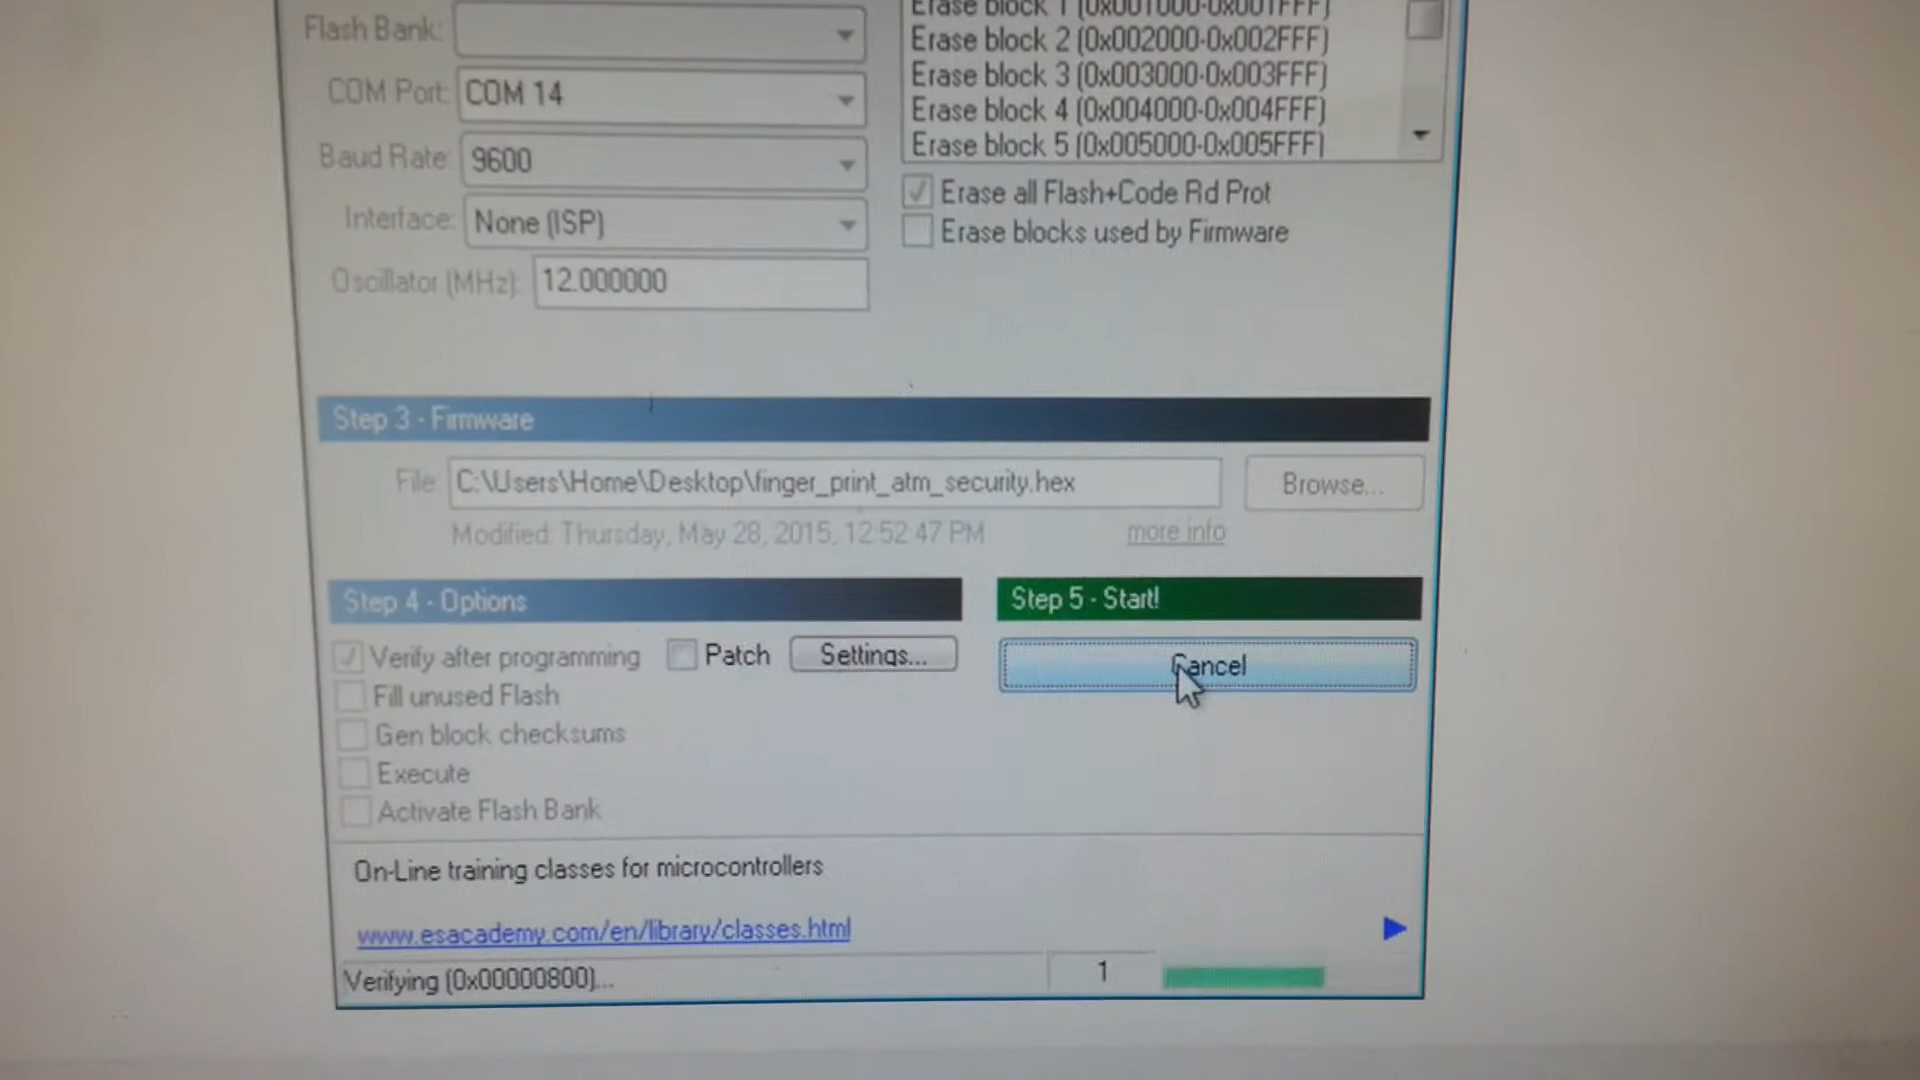 Flash Bank:
COM Port: COM 14
Baud Rate: 9600
Interface: None (ISP)
Oscillator (MHz): 12.000000
Erase block 1 (0x001000-0x001FFF)
Erase block 2 (0x002000-0x002FFF)
Erase block 3 (0x003000-0x003FFF)
Erase block 4 (0x004000-0x004FFF)
Erase block 5 (0x005000-0x005FFF)
Erase all Flash+Code Rd Prot
Erase blocks used by Firmware
Step 3 - Firmware
File: C:\Users\Home\Desktop\finger_print_atm_security.hex Browse...
Modified: Thursday, May 28, 2015, 12:52:47 PM more info
Step 4 - Options
Verify after programming Patch Settings...
Fill unused Flash
Gen block checksums
Execute
Activate Flash Bank
Step 5 - Start!
Cancel
On-Line training classes for microcontrollers
www.esacademy.com/en/library/classes.html
Verifying (0x00000800)... 1